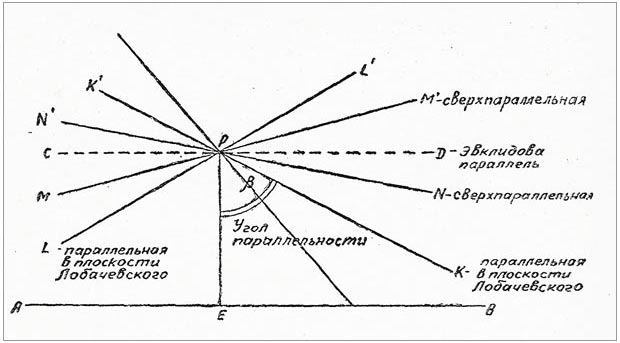 K'
L'
M'-сверхпараллельная
N'
P
C
D - Эвклидова
параллель
M
β
N-сверхпараллельная
Угол
параллельности
L - параллельная
в плоскости
Лобачевского
K- параллельная
в плоскости
Лобачевского
A
E
B